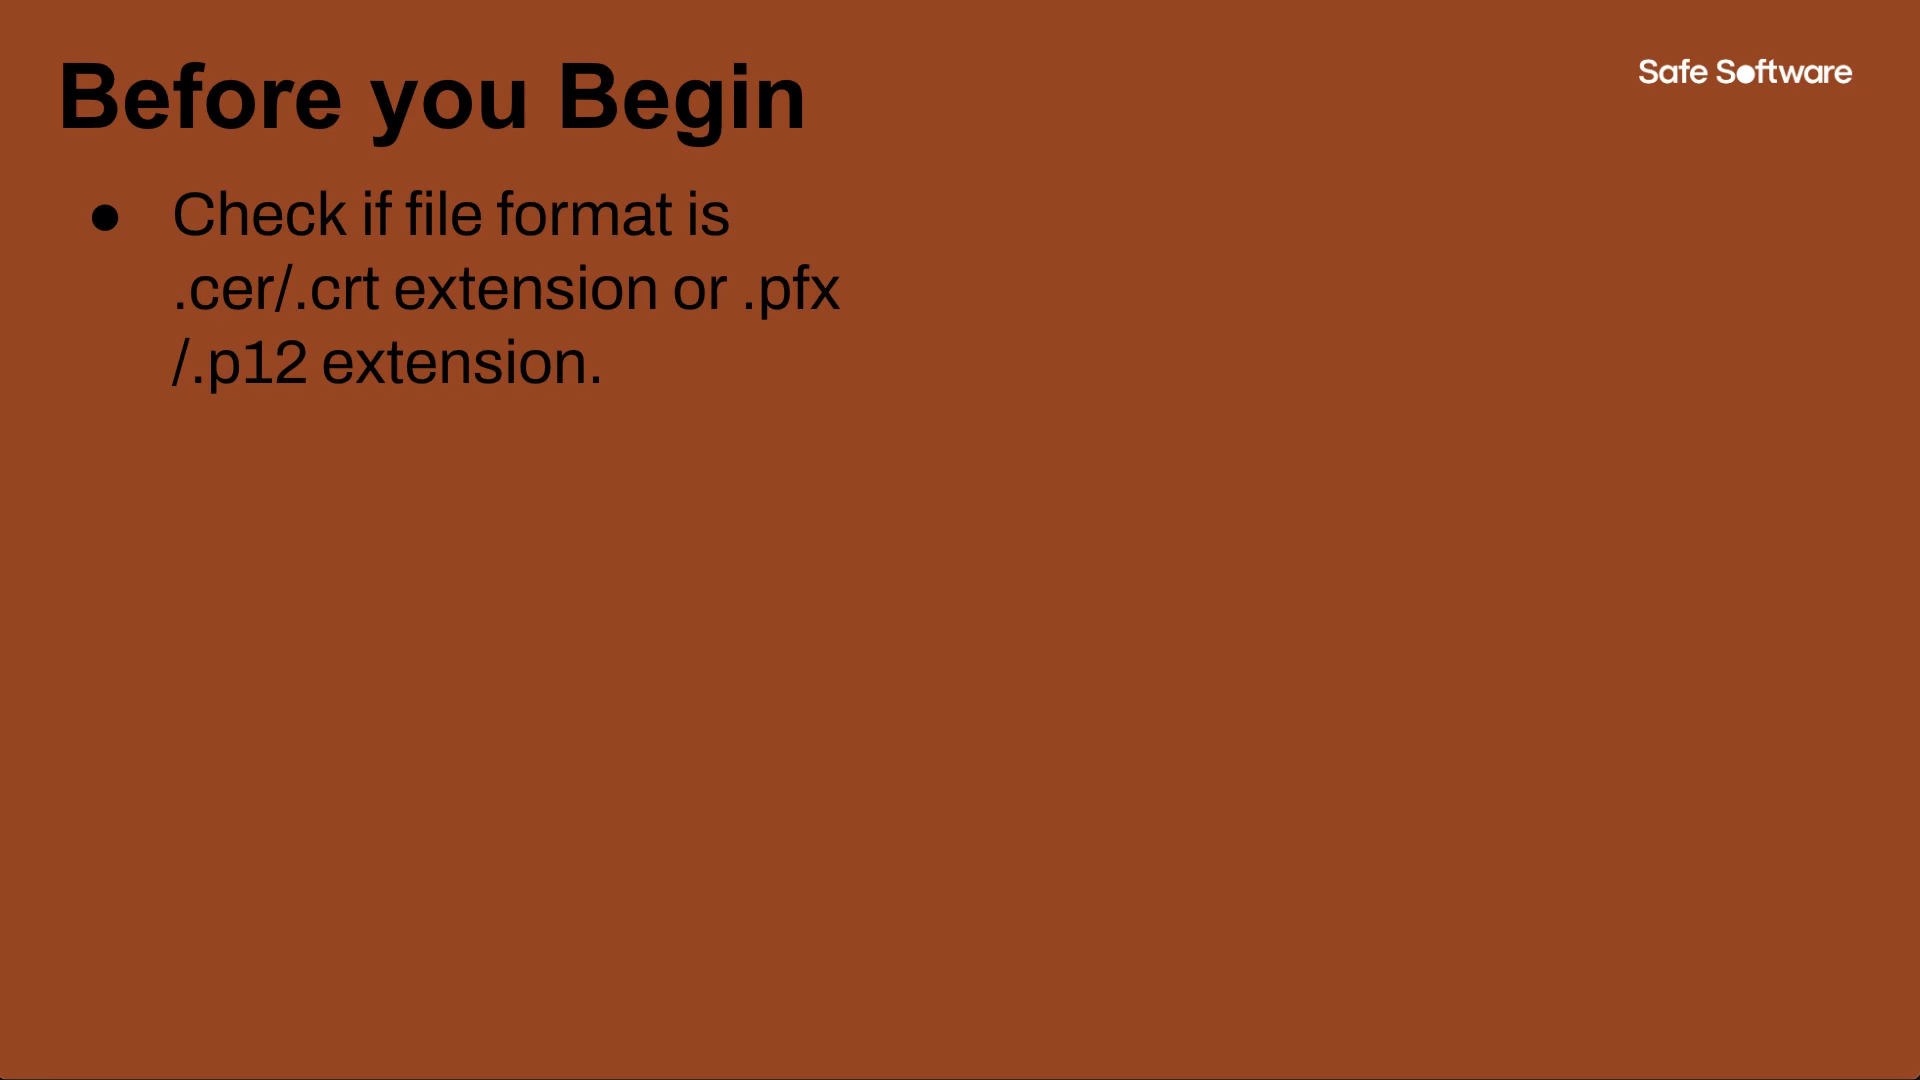 Before you Begin
Safe Software
● Check if file format is
.cer/.crt extension or .pfx
/.p12 extension.